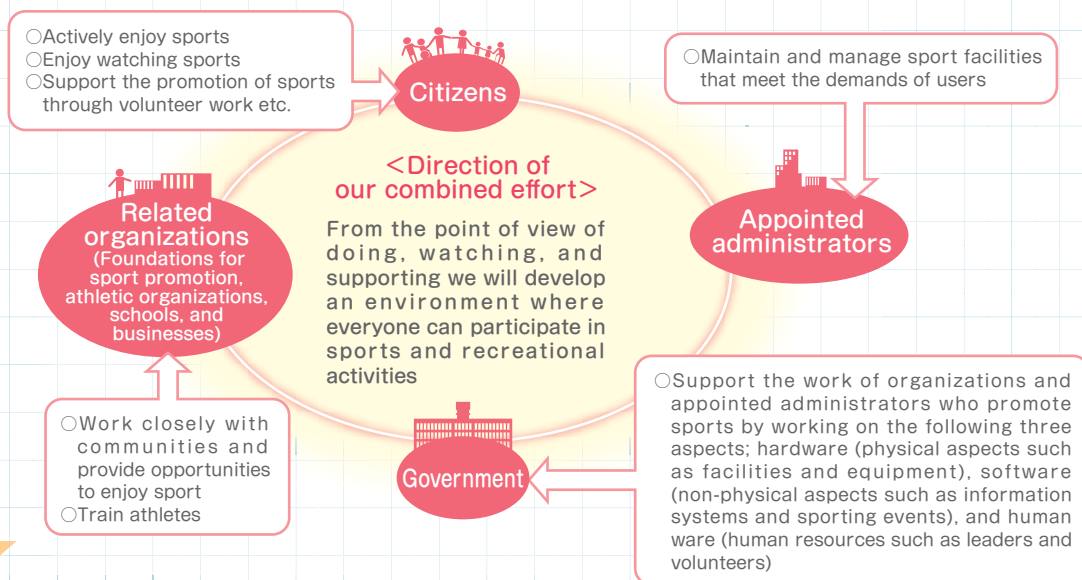 ○Actively enjoy sports
○Enjoy watching sports
○Support the promotion of sports
through volunteer work etc.
Citizens
○Maintain and manage sport facilities
that meet the demands of users
Appointed
administrators
Related
organizations
(Foundations for
sport promotion,
athletic organizations,
schools, and
businesses)
<Direction of
our combined effort>
From the point of view of
doing, watching, and
supporting we will develop
an environment where
everyone can participate in
sports and recreational
activities
○Work closely with
communities and
provide opportunities
to enjoy sport
○Train athletes
Government
○Support the work of organizations and
appointed administrators who promote
sports by working on the following three
aspects; hardware (physical aspects such
as facilities and equipment), software
(non-physical aspects such as information
systems and sporting events), and human
ware (human resources such as leaders and
volunteers)